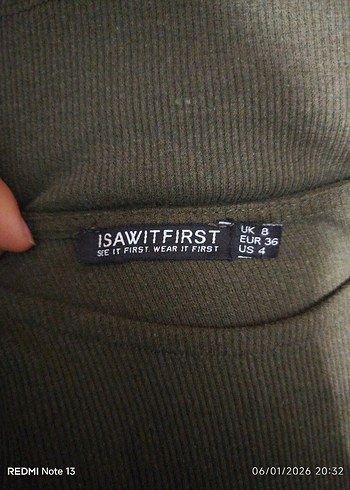 ISAWITFIRST
SEE IT FIRST. WEAR IT FIRST
UK 8
EUR 36
US 4
REDMI Note 13
06/01/2026 20:32